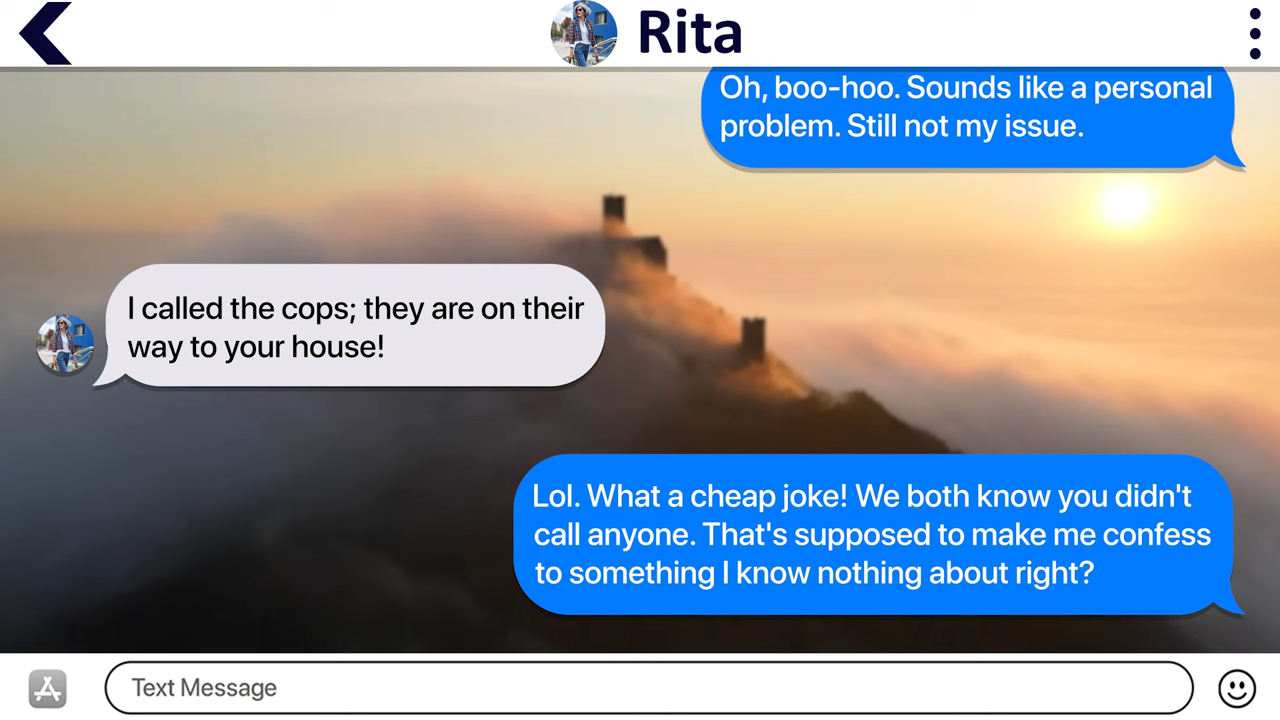 Rita
Oh, boo-hoo. Sounds like a personal
problem. Still not my issue.
I called the cops; they are on their
way to your house!
Lol. What a cheap joke! We both know you didn't
call anyone. That's supposed to make me confess
to something I know nothing about right?
Text Message